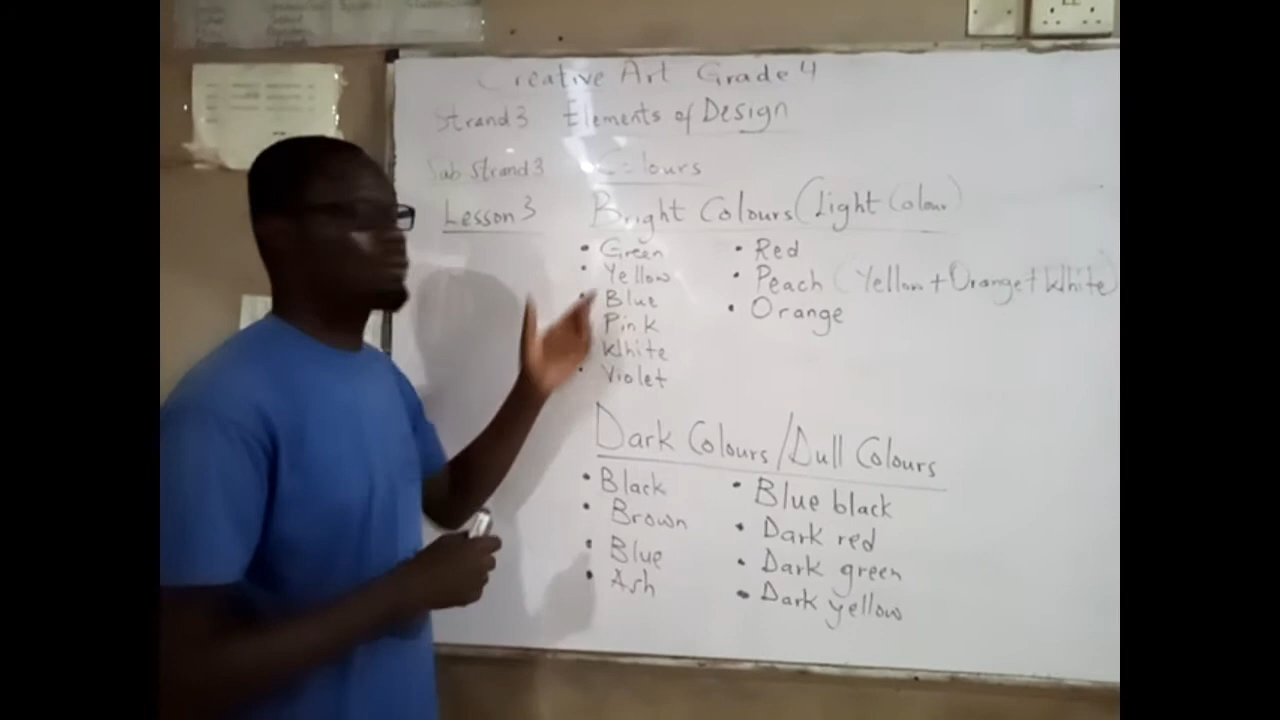 Creative Art Grade 4
Strand 3 Elements of Design
Sub Strand 3 Colours
Lesson 3 Bright Colours (Light Colour)
• Green
• Yellow
• Blue
Pink
White
• Violet
• Red
• Peach (Yellow + Orange + White)
• Orange
Dark Colours / Dull Colours
• Black
• Brown
• Blue
• Ash
• Blue black
• Dark red
• Dark green
• Dark yellow